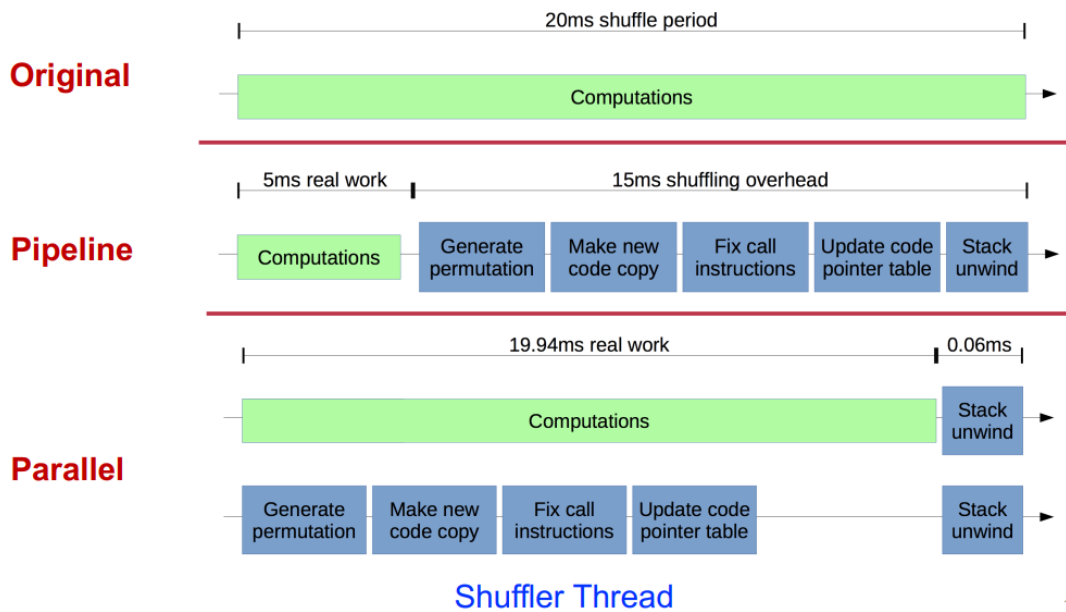 20ms shuffle period
Original
Computations
5ms real work
15ms shuffling overhead
Pipeline
Computations
Generate
permutation
Make new
code copy
Fix call
instructions
Update code
pointer table
Stack
unwind
19.94ms real work
0.06ms
Parallel
Computations
Stack
unwind
Generate
permutation
Make new
code copy
Fix call
instructions
Update code
pointer table
Stack
unwind
Shuffler Thread